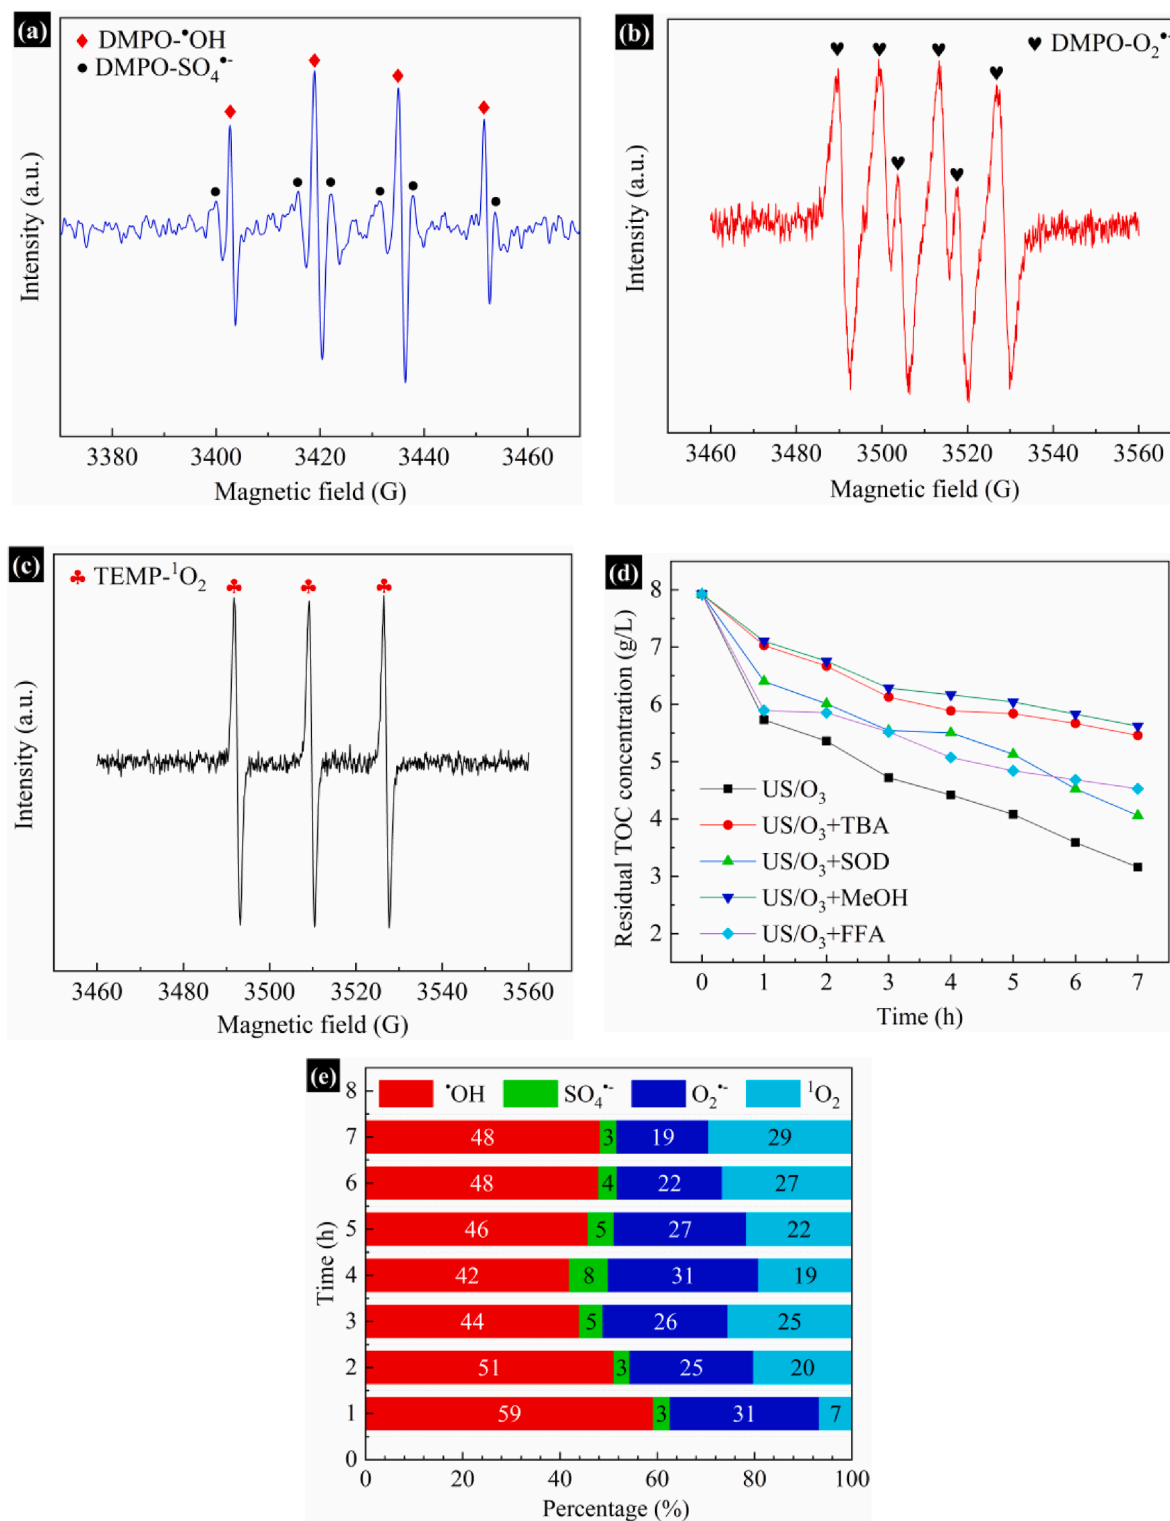 (a)
DMPO-•OH
DMPO-SO₄•-
Intensity (a.u.)
3380 3400 3420 3440 3460
Magnetic field (G)
(b)
DMPO-O₂•-
Intensity (a.u.)
3460 3480 3500 3520 3540 3560
Magnetic field (G)
(c)
TEMP-¹O₂
Intensity (a.u.)
3460 3480 3500 3520 3540 3560
Magnetic field (G)
(d)
Residual TOC concentration (g/L)
8
7
6
5
4
3
2
US/O₃
US/O₃+TBA
US/O₃+SOD
US/O₃+MeOH
US/O₃+FFA
0 1 2 3 4 5 6 7
Time (h)
(e)
•OH SO₄•- O₂•- ¹O₂
Time (h)
8
7 48 3 19 29
6 48 4 22 27
5 46 5 27 22
4 42 8 31 19
3 44 5 26 25
2 51 3 25 20
1 59 3 31 7
0
0 20 40 60 80 100
Percentage (%)